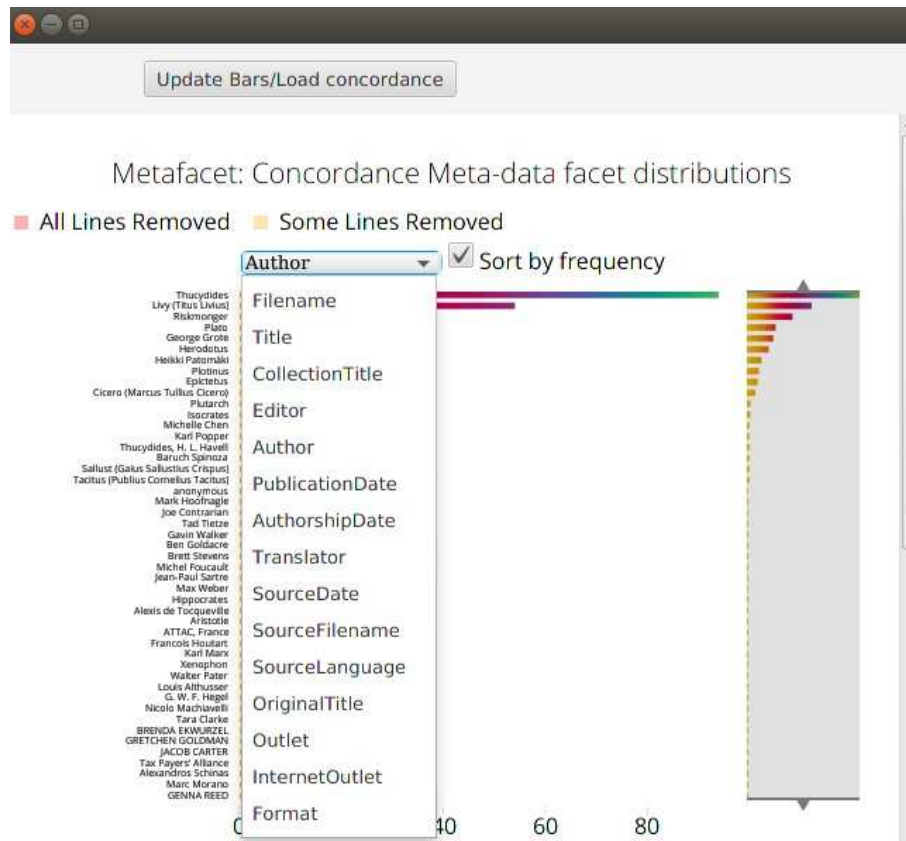 Update Bars/Load concordance
Metafacet: Concordance Meta-data facet distributions
All Lines Removed Some Lines Removed
Author Sort by frequency
Filename
Title
CollectionTitle
Editor
Author
PublicationDate
AuthorshipDate
Translator
SourceDate
SourceFilename
SourceLanguage
OriginalTitle
Outlet
InternetOutlet
Format
Thucydides
Livy (Titus Livius)
Riskmonger
Plato
George Grote
Herodotus
Heikki Patomäki
Plotinus
Epictetus
Cicero (Marcus Tullius Cicero)
Plutarch
Isocrates
Michelle Chen
Karl Popper
Thucydides, H. L. Havell
Baruch Spinoza
Sallust (Gaius Sallustius Crispus)
Tacitus (Publius Cornelius Tacitus)
anonymous
Mark Hoofnagle
Joe Contrarian
Tad Tietze
Gavin Walker
Ben Goldacre
Brett Stevens
Michel Foucault
Jean-Paul Sartre
Max Weber
Hippocrates
Alexis de Tocqueville
Aristotle
ATTAC, France
Francois Houtart
Karl Marx
Xenophon
Walter Pater
Louis Althusser
G. W. F. Hegel
Nicolo Machiavelli
Tara Clarke
BRENDA EKWURZEL
GRETCHEN GOLDMAN
JACOB CARTER
Tax Payers' Alliance
Alexandros Schinas
Marc Morano
GENNA REED
0 40 60 80